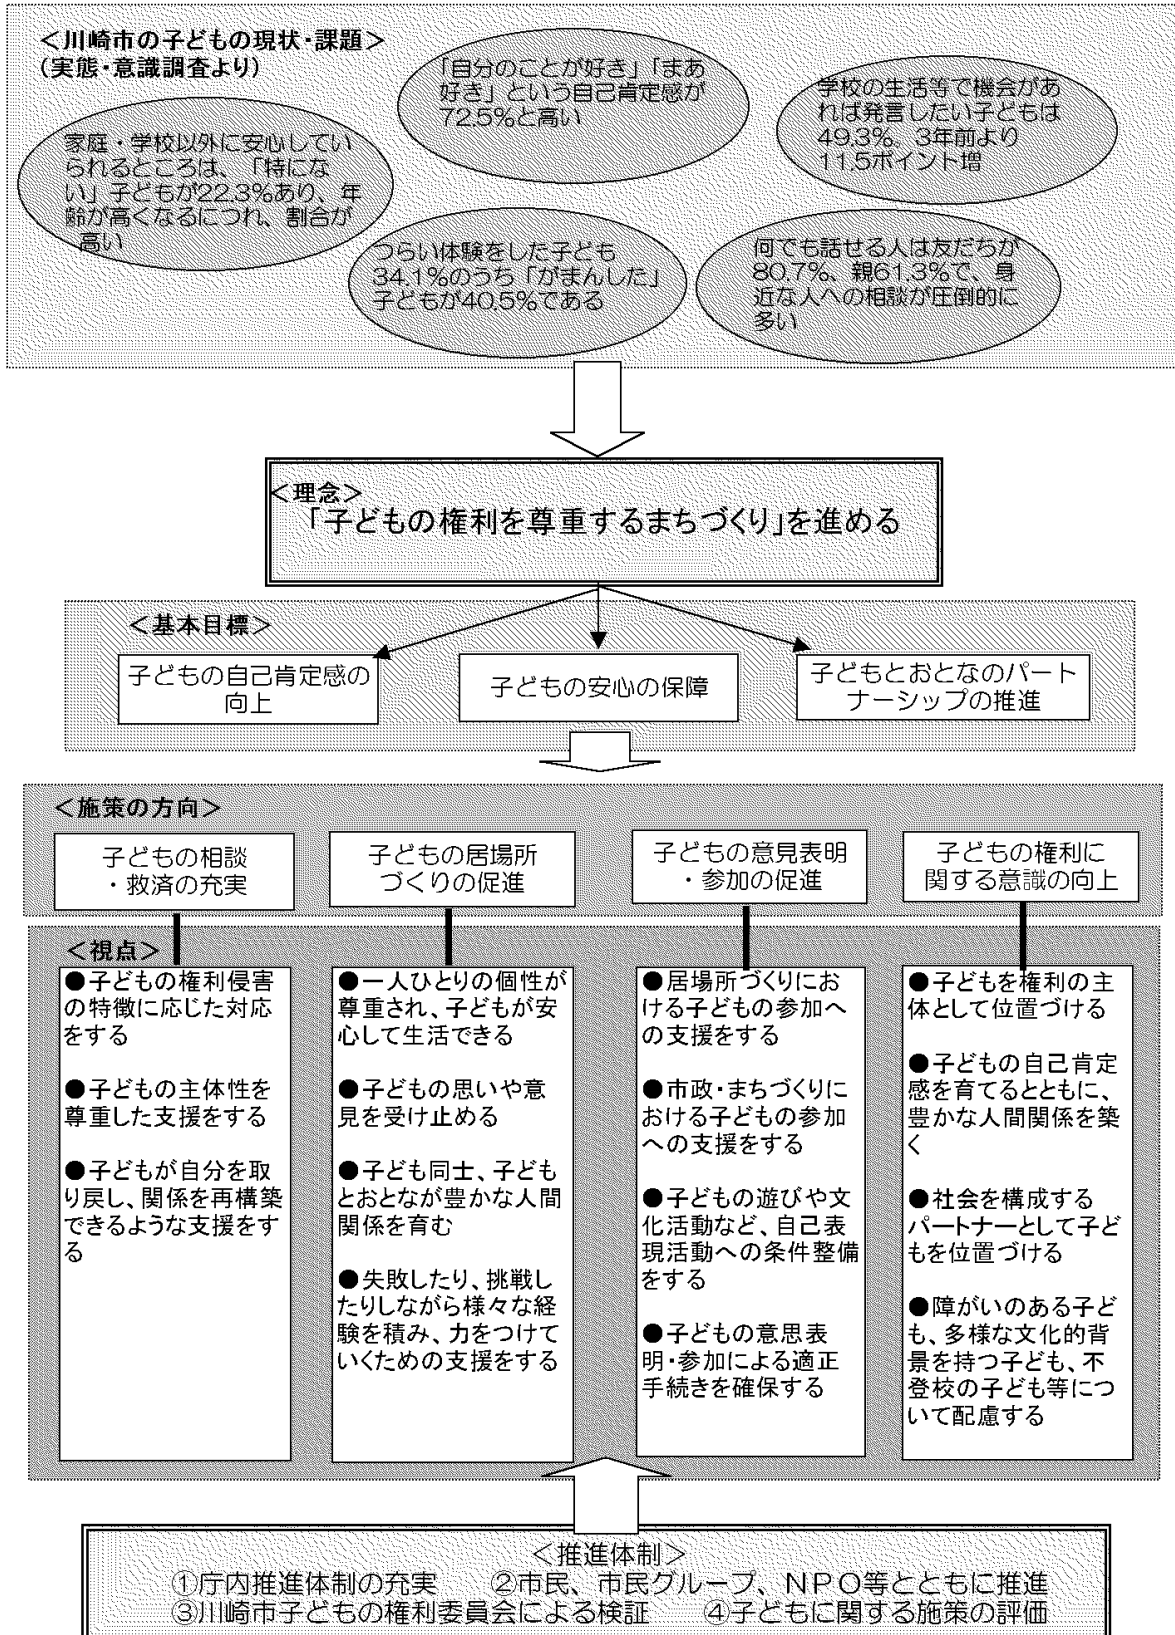 ＜川崎市の子どもの現状・課題＞
(実態・意識調査より)
「自分のことが好き」「まあ
好き」という自己肯定感が
72.5%と高い
学校の生活等で機会があ
れば発言したい子どもは
49.3%。3年前より
11.5ポイント増
家庭・学校以外に安心してい
られるところは、「特にな
い」子どもが22.3%あり、年
齢が高くなるにつれ、割合が
高い
つらい体験をした子ども
34.1%のうち「がまんした」
子どもが40.5%である
何でも話せる人は友だちが
80.7%、親61.3%で、身
近な人への相談が圧倒的に
多い
＜理念＞
「子どもの権利を尊重するまちづくり」を進める
＜基本目標＞
子どもの自己肯定感の
向上
子どもの安心の保障
子どもとおとなのパート
ナーシップの推進
＜施策の方向＞
子どもの相談
・救済の充実
子どもの居場所
づくりの促進
子どもの意見表明
・参加の促進
子どもの権利に
関する意識の向上
＜視点＞
●子どもの権利侵害
の特徴に応じた対応
をする
●子どもの主体性を
尊重した支援をする
●子どもが自分を取
り戻し、関係を再構築
できるような支援をす
る
●一人ひとりの個性が
尊重され、子どもが安
心して生活できる
●子どもの思いや意
見を受け止める
●子ども同士、子ども
とおとなが豊かな人間
関係を育む
●失敗したり、挑戦し
たりしながら様々な経
験を積み、力をつけて
いくための支援をする
●居場所づくりにお
ける子どもの参加へ
の支援をする
●市政・まちづくりに
おける子どもの参加
への支援をする
●子どもの遊びや文
化活動など、自己表
現活動への条件整備
をする
●子どもの意思表
明・参加による適正
手続きを確保する
●子どもを権利の主
体として位置づける
●子どもの自己肯定
感を育てるとともに、
豊かな人間関係を築
く
●社会を構成する
パートナーとして子ど
もを位置づける
●障がいのある子ど
も、多様な文化的背
景を持つ子ども、不
登校の子ども等につ
いて配慮する
＜推進体制＞
①庁内推進体制の充実　②市民、市民グループ、ＮＰＯ等とともに推進
③川崎市子どもの権利委員会による検証　④子どもに関する施策の評価